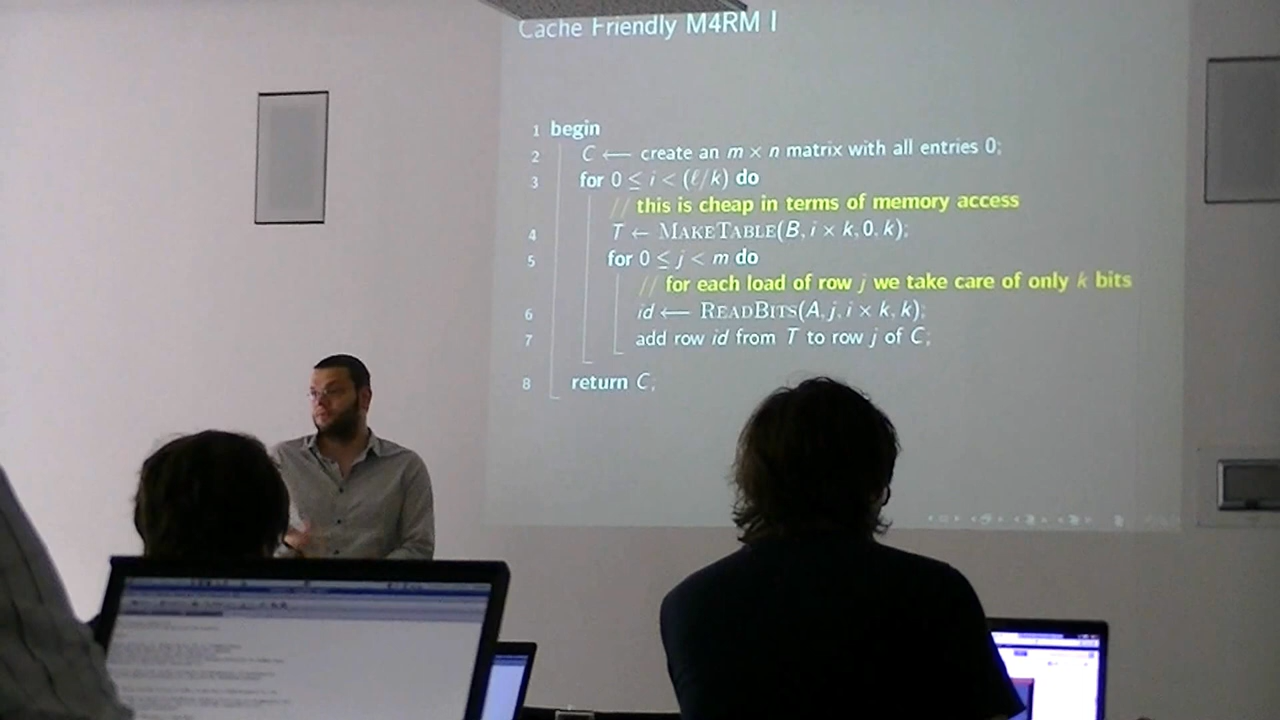 Cache Friendly M4RM I
1 begin
2 C ⟵ create an m × n matrix with all entries 0;
3 for 0 ≤ i < (ℓ/k) do
// this is cheap in terms of memory access
4 T ← MAKETABLE(B, i × k, 0, k);
5 for 0 ≤ j < m do
// for each load of row j we take care of only k bits
6 id ⟵ READBITS(A, j, i × k, k);
7 add row id from T to row j of C;
8 return C;